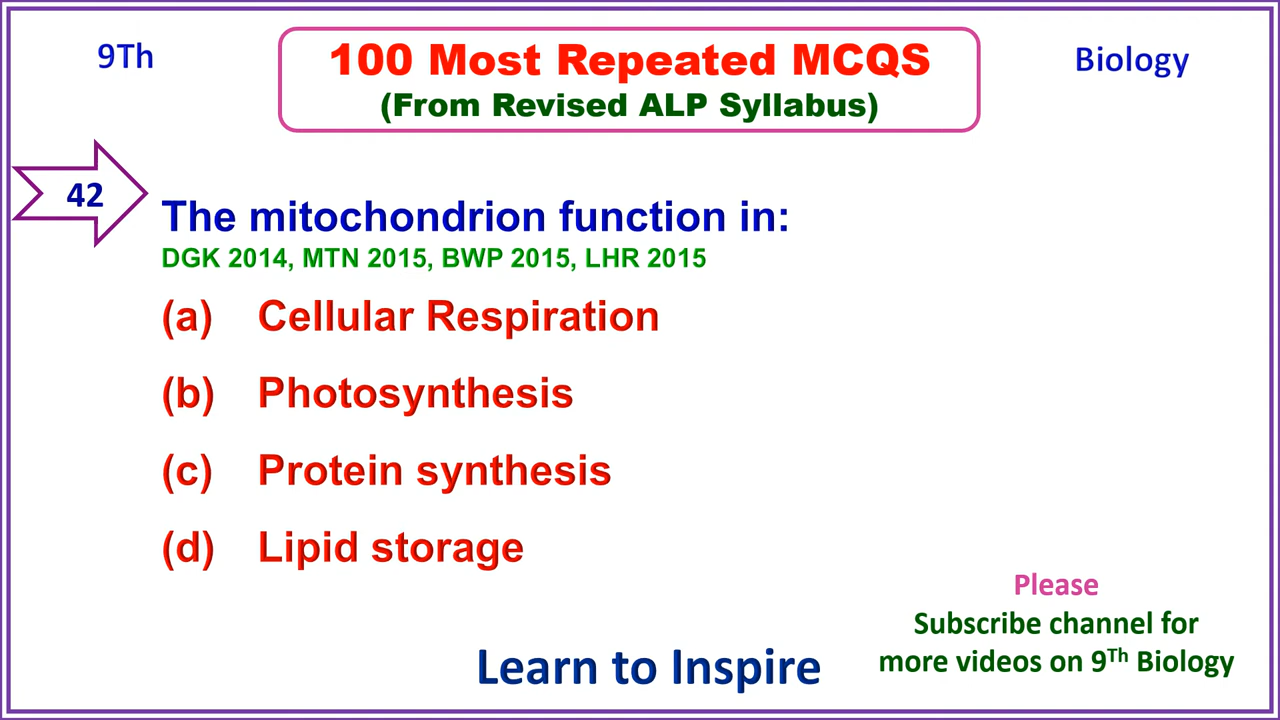 9Th
100 Most Repeated MCQS
Biology
(From Revised ALP Syllabus)
42
The mitochondrion function in:
DGK 2014, MTN 2015, BWP 2015, LHR 2015
(a) Cellular Respiration
(b) Photosynthesis
(c) Protein synthesis
(d) Lipid storage
Please
Subscribe channel for
more videos on 9Th Biology
Learn to Inspire